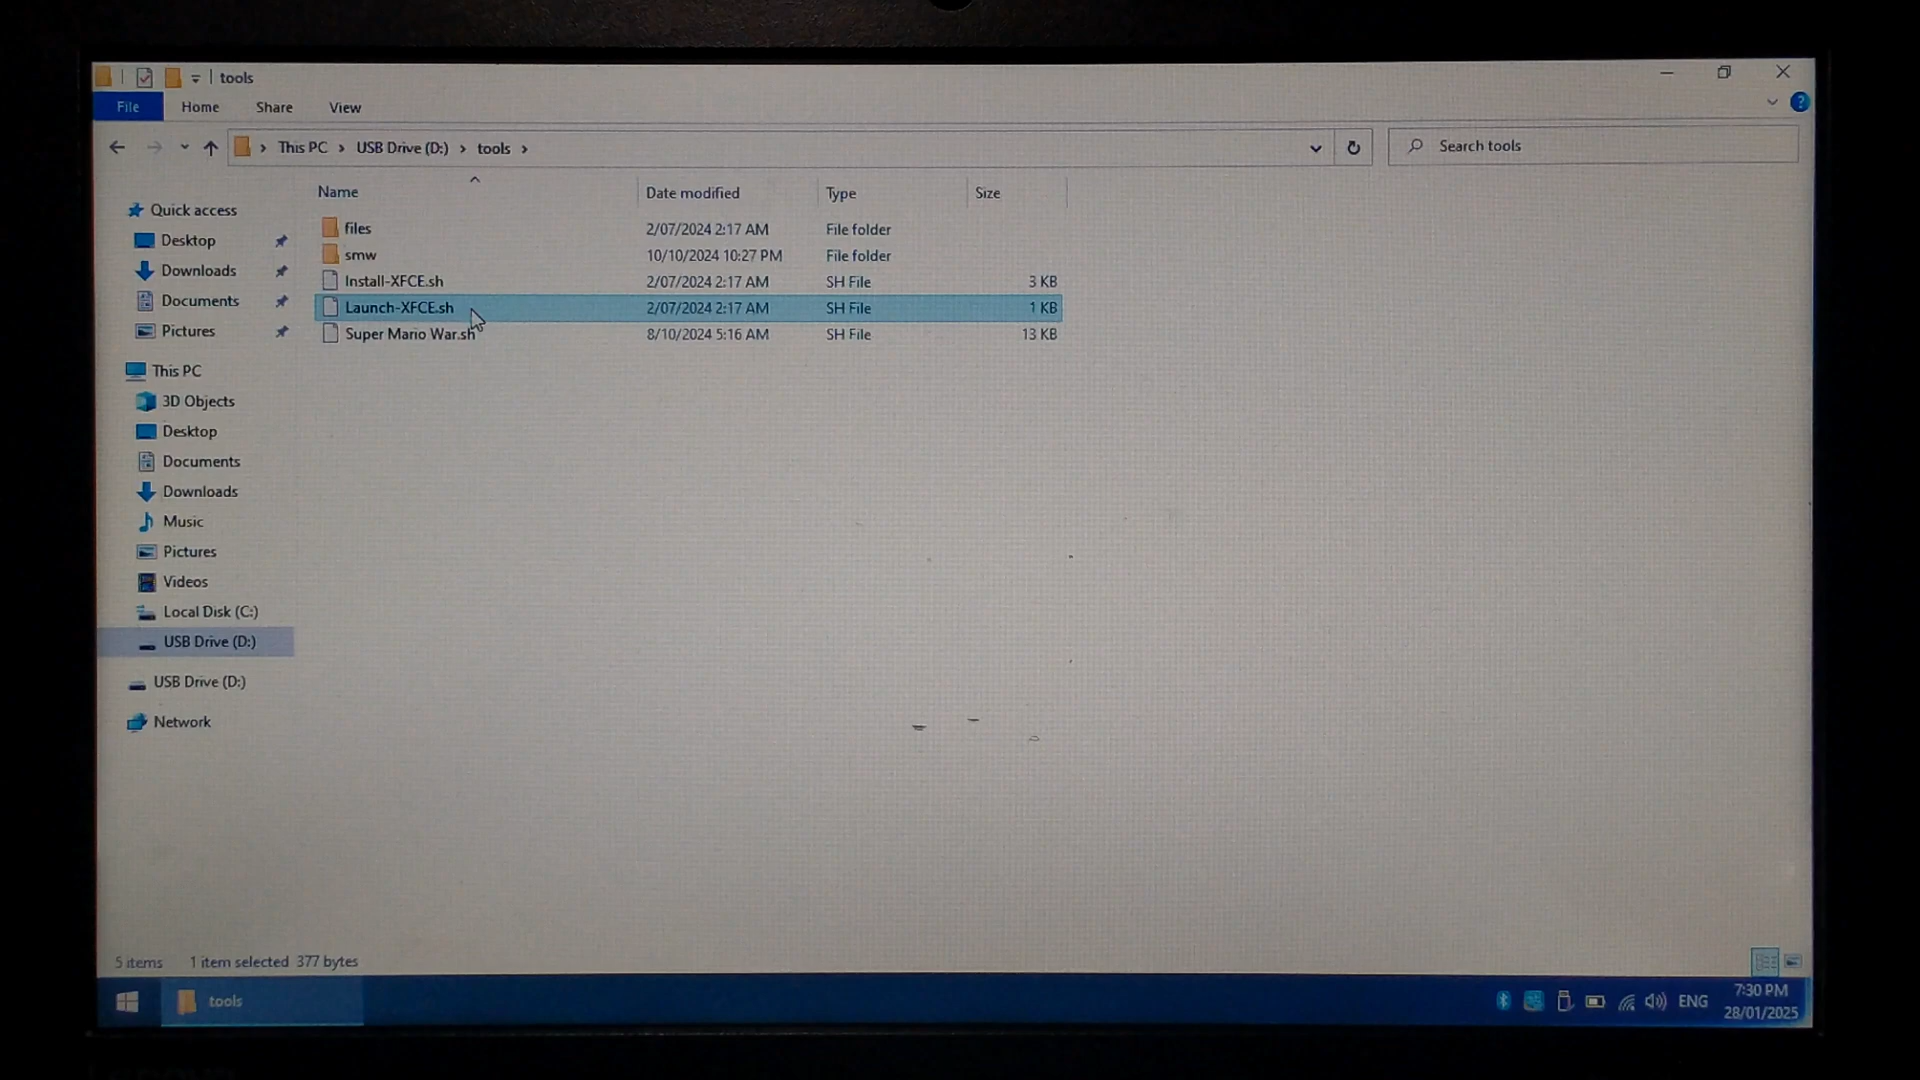 tools
File Home Share View
This PC USB Drive (D:) tools
Search tools
Name Date modified Type Size
files 2/07/2024 2:17 AM File folder
smw 10/10/2024 10:27 PM File folder
Install-XFCE.sh 2/07/2024 2:17 AM SH File 3 KB
Launch-XFCE.sh 2/07/2024 2:17 AM SH File 1 KB
Super Mario War.sh 8/10/2024 5:16 AM SH File 13 KB
Quick access
Desktop
Downloads
Documents
Pictures
This PC
3D Objects
Desktop
Documents
Downloads
Music
Pictures
Videos
Local Disk (C:)
USB Drive (D:)
USB Drive (D:)
Network
5 items 1 item selected 377 bytes
tools
ENG
7:30 PM
28/01/2025